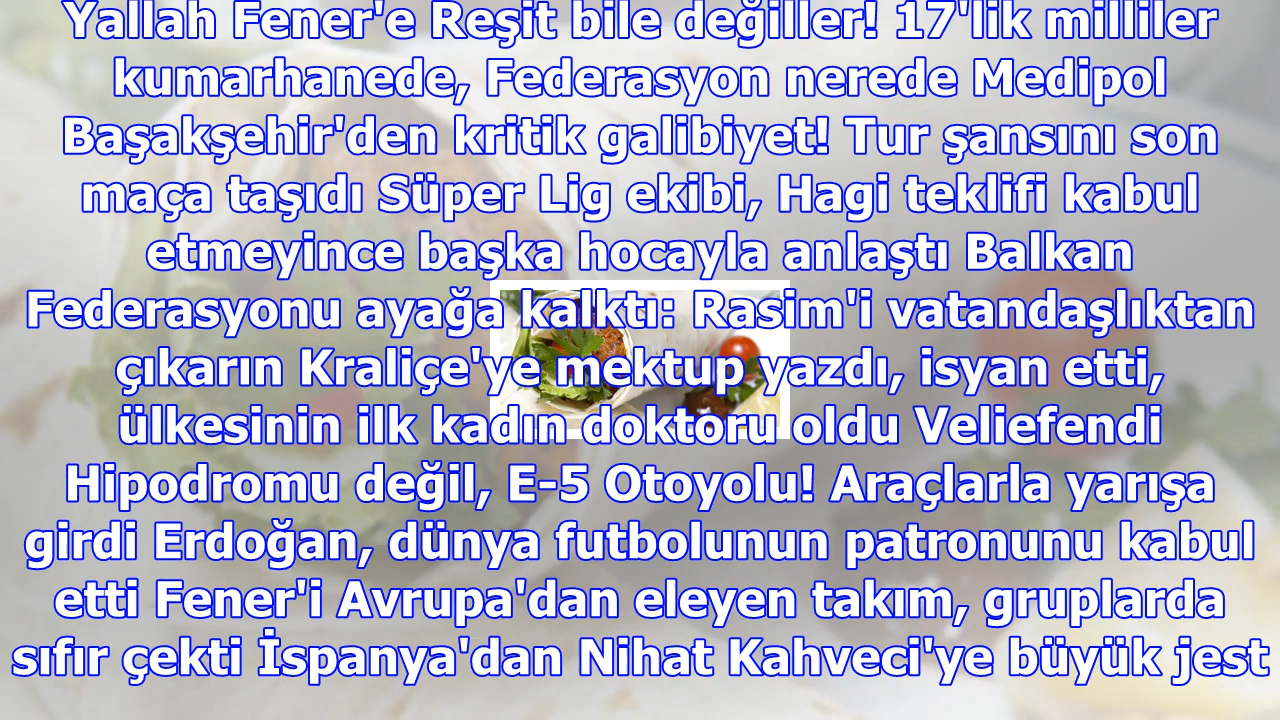 Yallah Fener'e Reşit bile değiller! 17'lik milliler
kumarhanede, Federasyon nerede Medipol
Başakşehir'den kritik galibiyet! Tur şansını son
maça taşıdı Süper Lig ekibi, Hagi teklifi kabul
etmeyince başka hocayla anlaştı Balkan
Federasyonu ayağa kalktı: Rasim'i vatandaşlıktan
çıkarın Kraliçe'ye mektup yazdı, isyan etti,
ülkesinin ilk kadın doktoru oldu Veliefendi
Hipodromu değil, E-5 Otoyolu! Araçlarla yarışa
girdi Erdoğan, dünya futbolunun patronunu kabul
etti Fener'i Avrupa'dan eleyen takım, gruplarda
sıfır çekti İspanya'dan Nihat Kahveci'ye büyük jest